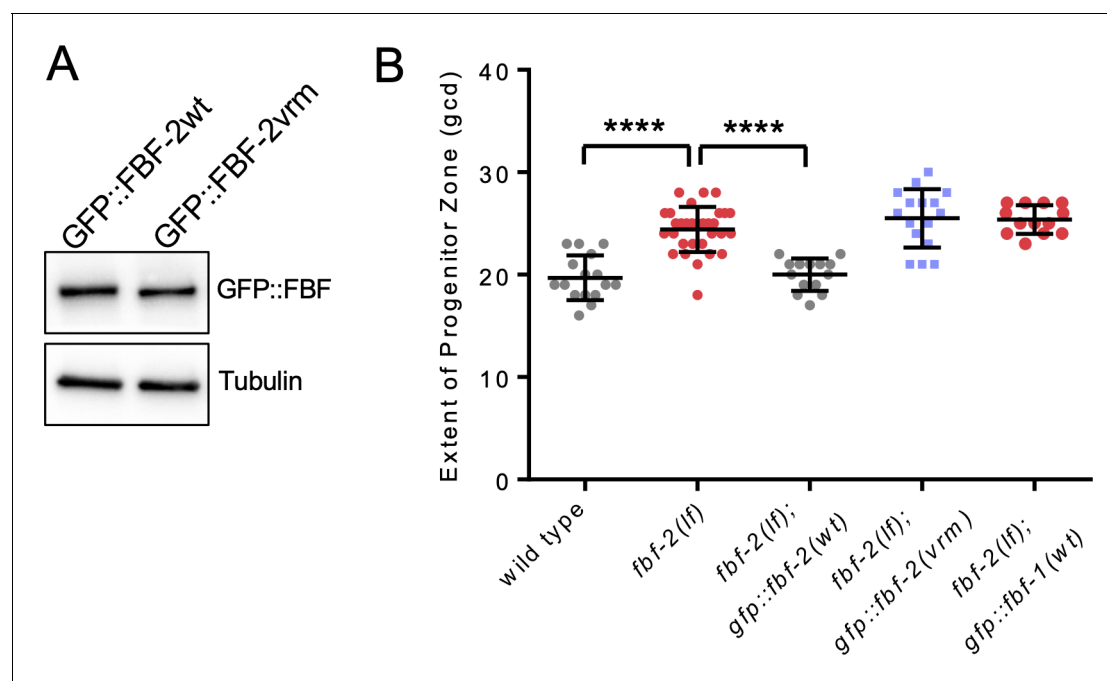 A
GFP::FBF-2wt
GFP::FBF-2vrm
GFP::FBF
Tubulin
B
Extent of Progenitor Zone (gcd)
40
30
20
10
0
****
****
wild type
fbf-2(lf)
fbf-2(lf);
gfp::fbf-2(wt)
fbf-2(lf);
gfp::fbf-2(vrm)
fbf-2(lf);
gfp::fbf-1(wt)